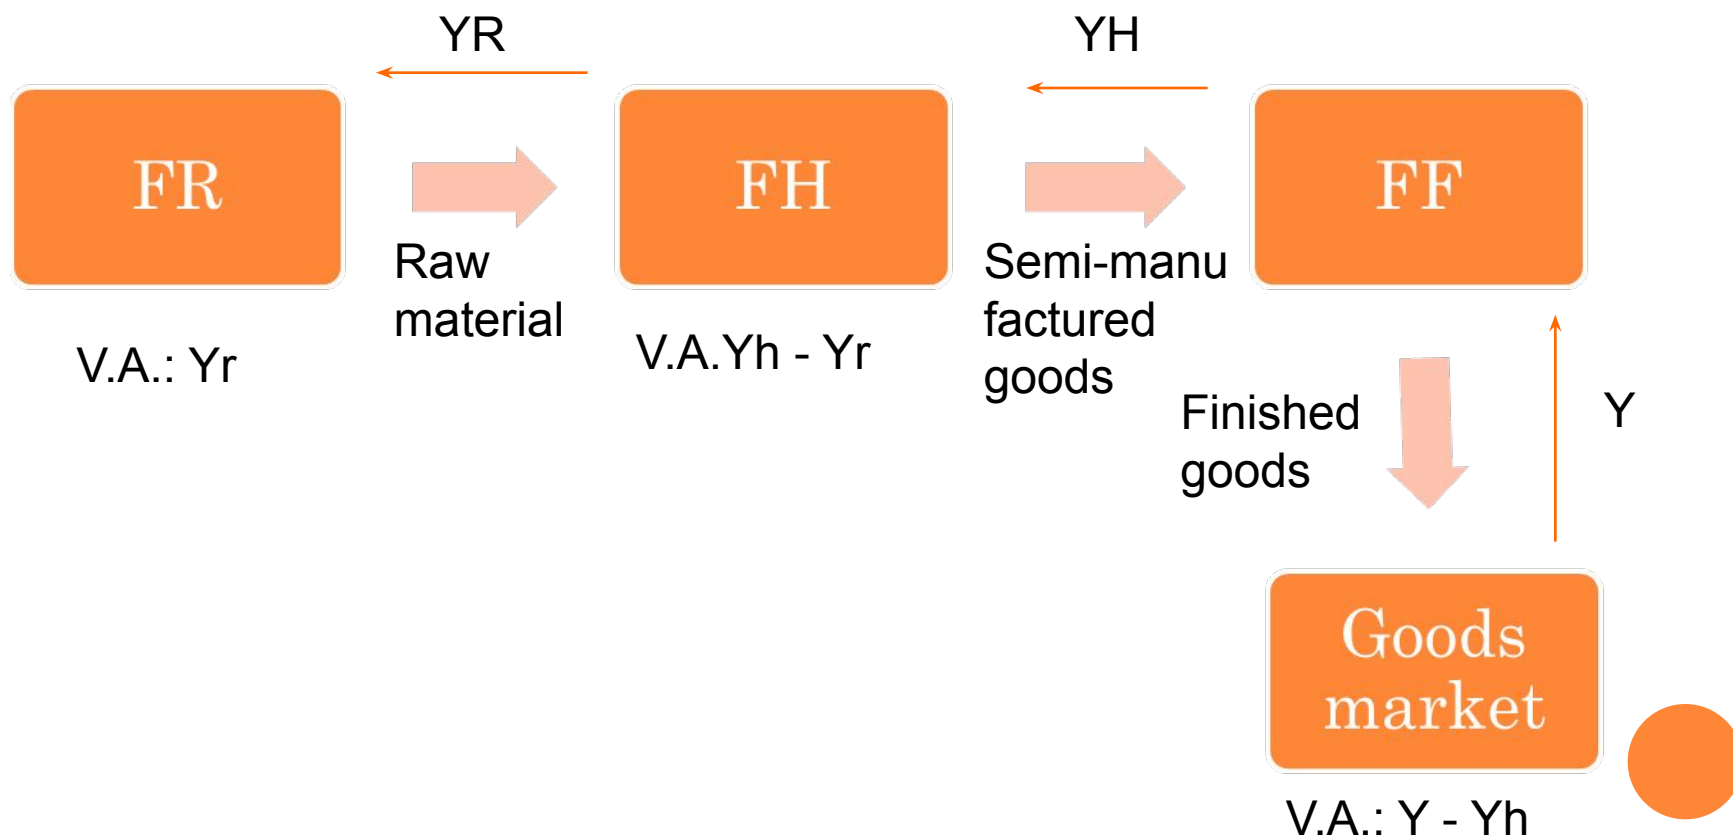 YR
YH
FR
FH
FF
Raw
material
Semi-manu
factured
goods
V.A.: Yr
V.A.Yh - Yr
Finished
goods
Y
Goods
market
V.A.: Y - Yh